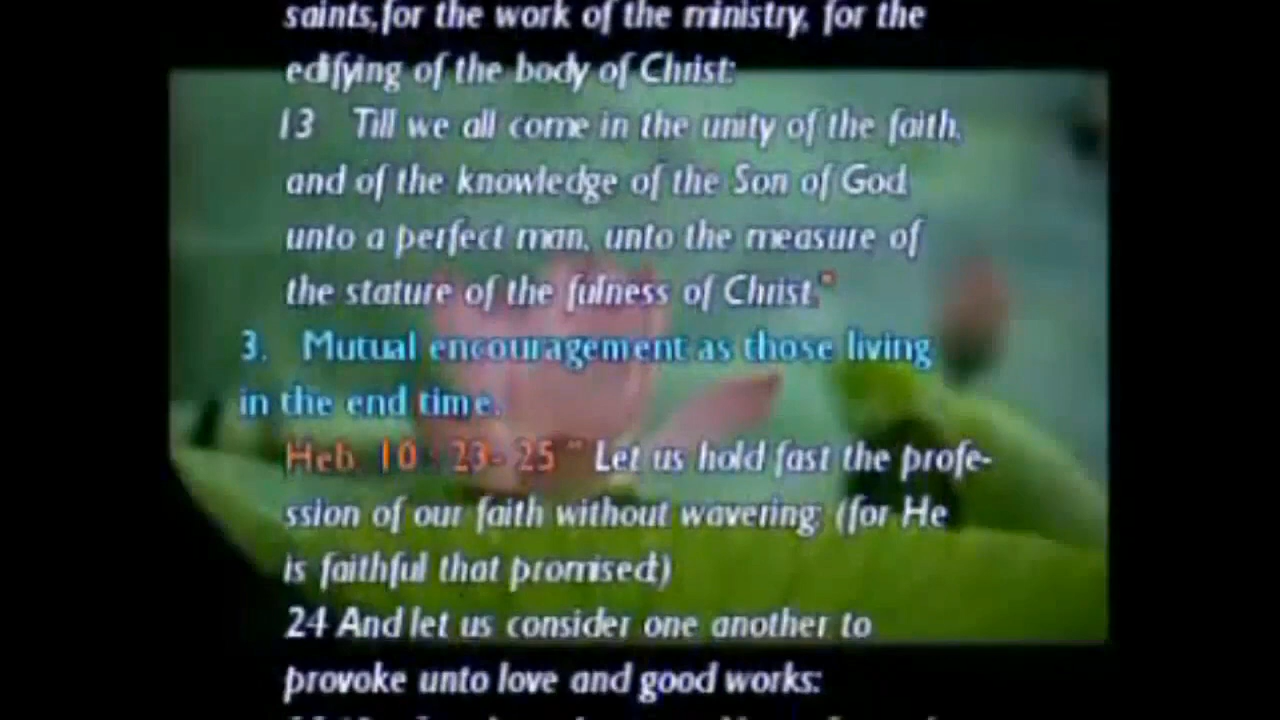 saints,for the work of the ministry, for the
edifying of the body of Christ:
13 Till we all come in the unity of the faith,
and of the knowledge of the Son of God
unto a perfect man, unto the measure of
the stature of the fulness of Christ."
3. Mutual encouragement as those living
in the end time.
Heb. 10 : 23- 25 " Let us hold fast the profe-
ssion of our faith without wavering; (for He
is faithful that promised;)
24 And let us consider one another to
provoke unto love and good works: